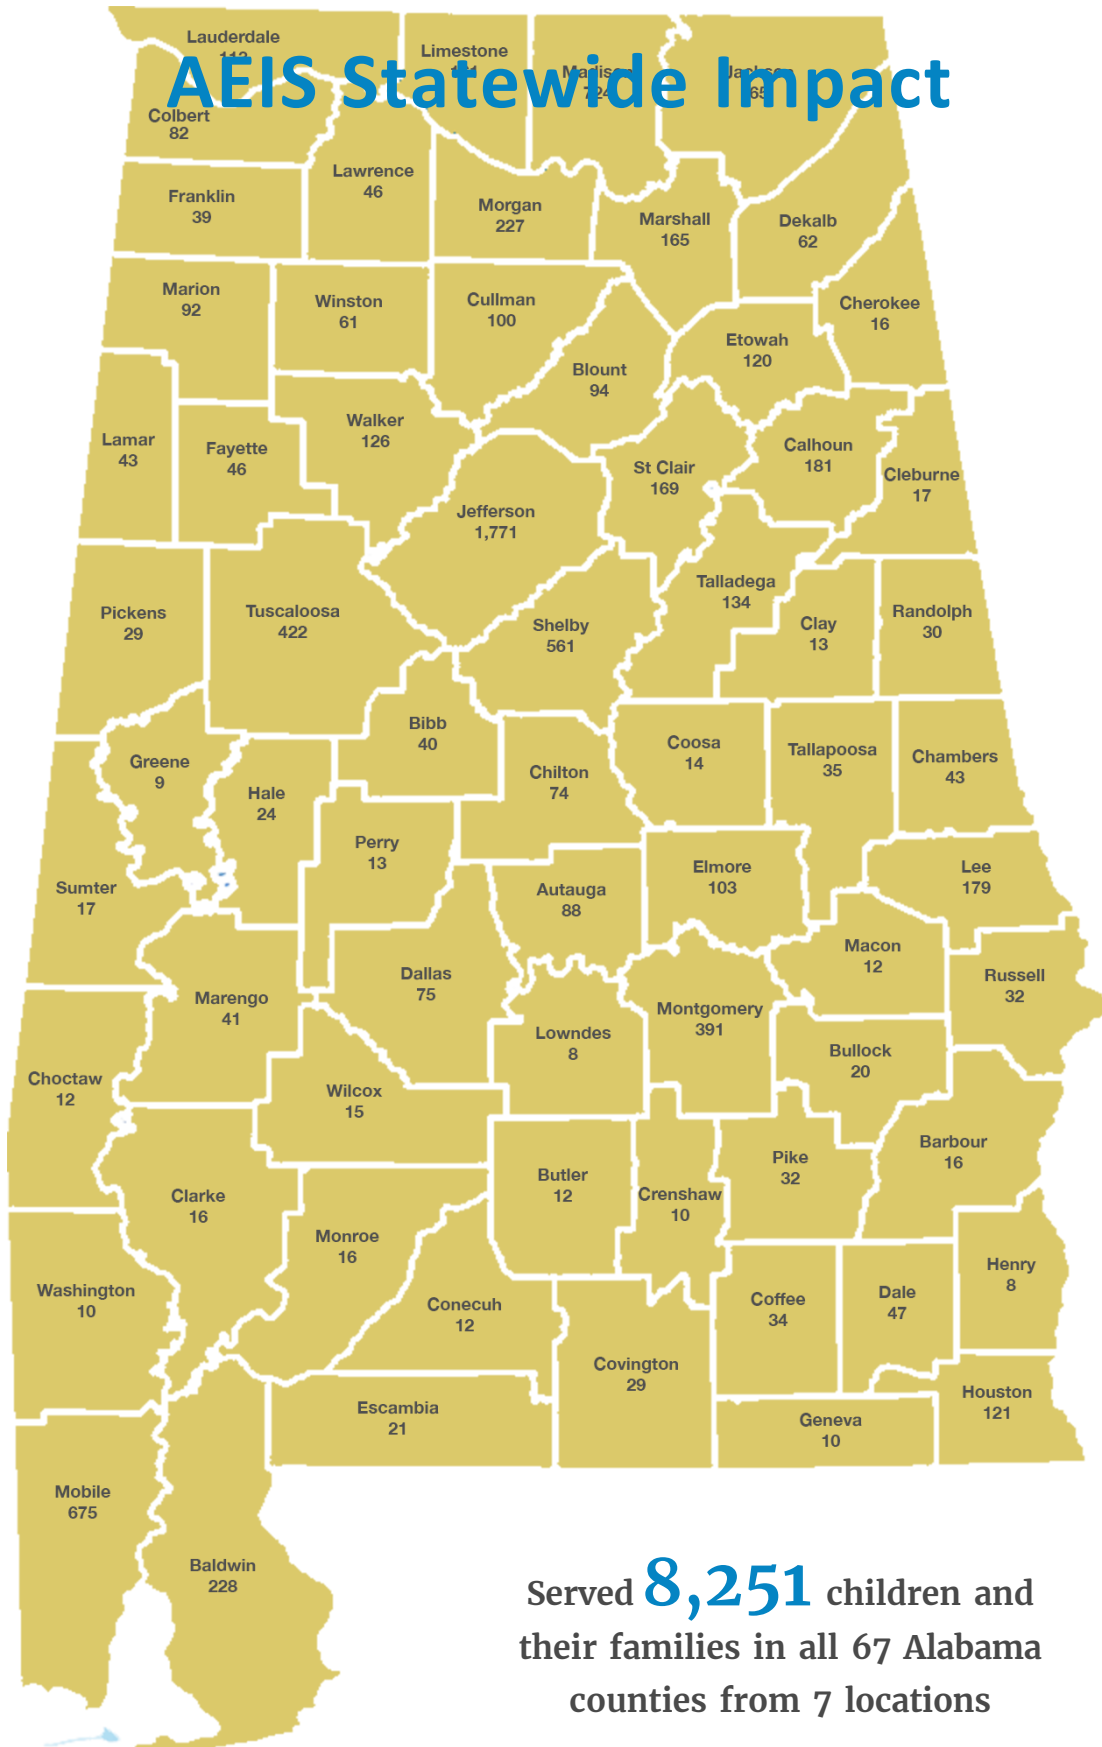 AEIS Statewide Impact
Lauderdale
Limestone
Madison
724
Jackson
65
Colbert
82
Lawrence
46
Franklin
39
Morgan
227
Marshall
165
Dekalb
62
Marion
92
Winston
61
Cullman
100
Cherokee
16
Etowah
120
Blount
94
Walker
126
Lamar
43
Fayette
46
Calhoun
181
St Clair
169
Cleburne
17
Jefferson
1,771
Talladega
134
Pickens
29
Tuscaloosa
422
Shelby
561
Clay
13
Randolph
30
Bibb
40
Coosa
14
Tallapoosa
35
Chambers
43
Greene
9
Chilton
74
Hale
24
Perry
13
Elmore
103
Lee
179
Sumter
17
Autauga
88
Macon
12
Dallas
75
Russell
32
Marengo
41
Montgomery
391
Lowndes
8
Bullock
20
Choctaw
12
Wilcox
15
Barbour
16
Pike
32
Butler
12
Clarke
16
Crenshaw
10
Monroe
16
Henry
8
Washington
10
Conecuh
12
Coffee
34
Dale
47
Covington
29
Houston
121
Escambia
21
Geneva
10
Mobile
675
Baldwin
228
Served 8,251 children and
their families in all 67 Alabama
counties from 7 locations